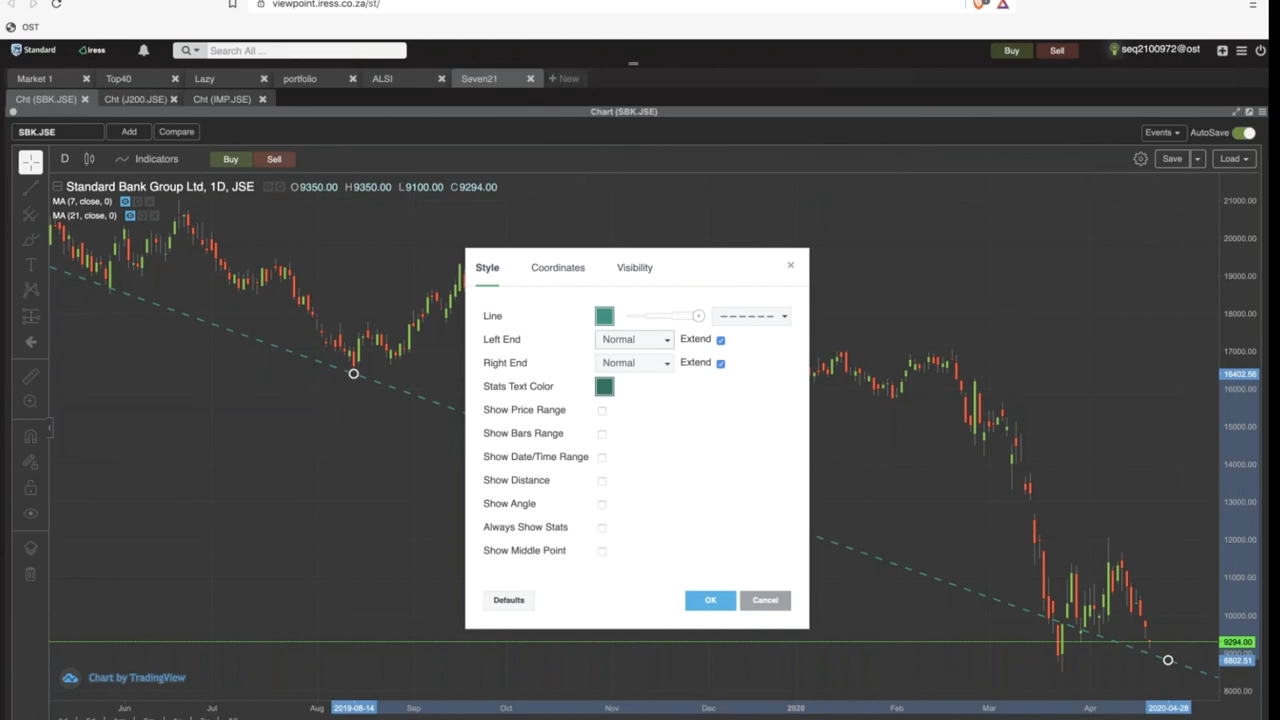 viewpoint.iress.co.za/st/
OST
Standard iress Search All ... Buy Sell seq2100972@ost
Market 1 Top40 Lazy portfolio ALSI Seven21 New
Cht (SBK.JSE) Cht (J200.JSE) Cht (IMP.JSE)
Chart (SBK.JSE)
SBK.JSE Add Compare Events AutoSave
D Indicators Buy Sell Save Load
Standard Bank Group Ltd, 1D, JSE O9350.00 H9350.00 L9100.00 C9294.00
MA (7, close, 0)
MA (21, close, 0)
21000.00
20000.00
19000.00
18000.00
17000.00
16402.56
16000.00
15000.00
14000.00
13000.00
12000.00
11000.00
10000.00
9294.00
9000.00
8802.51
8000.00
Style Coordinates Visibility
Line
Left End Normal Extend
Right End Normal Extend
Stats Text Color
Show Price Range
Show Bars Range
Show Date/Time Range
Show Distance
Show Angle
Always Show Stats
Show Middle Point
Defaults OK Cancel
Chart by TradingView
Jun Jul Aug 2019-08-14 Sep Oct Nov Dec 2020 Feb Mar Apr 2020-04-28